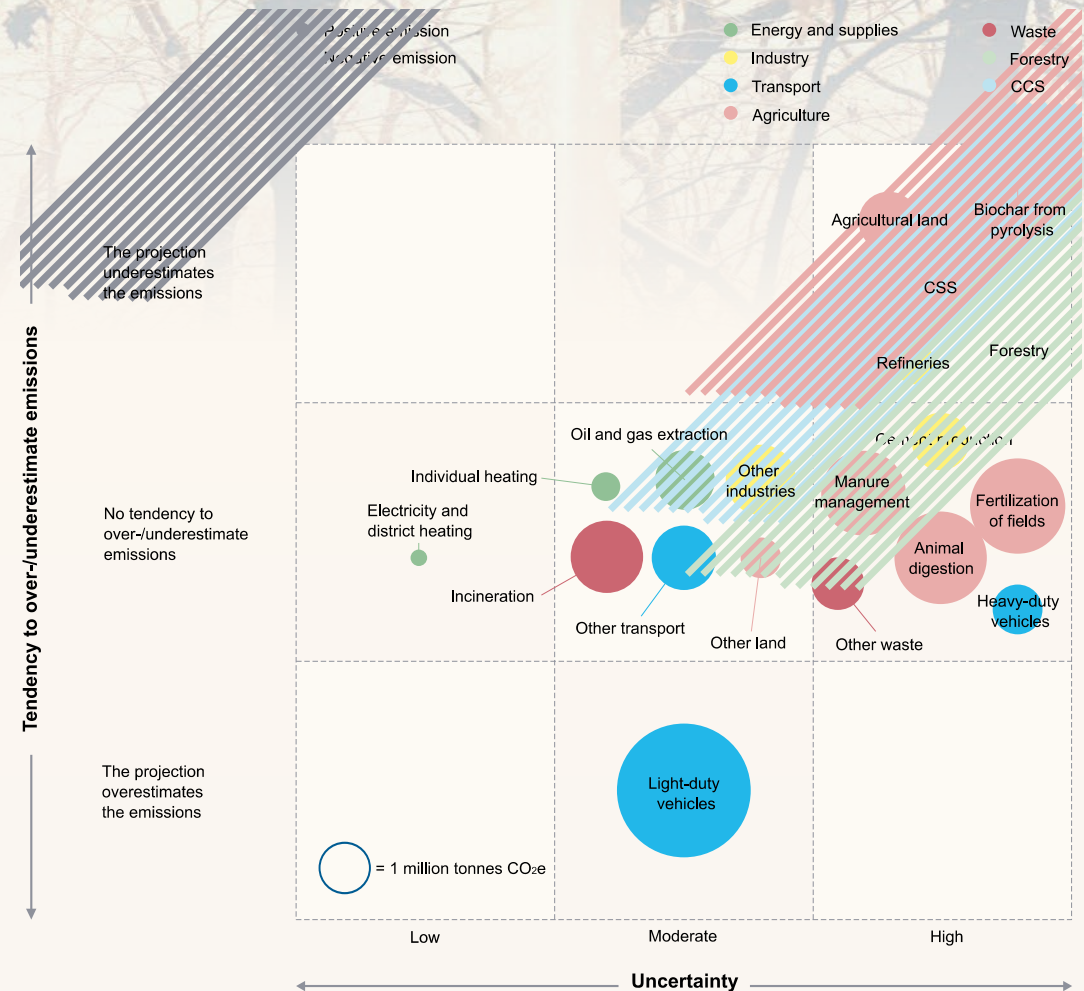 Positive emission
Negative emission
Energy and supplies
Industry
Transport
Agriculture
Waste
Forestry
CCS
Tendency to over-/underestimate emissions
The projection
underestimates
the emissions
No tendency to
over-/underestimate
emissions
The projection
overestimates
the emissions
Agricultural land
Biochar from
pyrolysis
CSS
Refineries
Forestry
Oil and gas extraction
Cement production
Individual heating
Other
industries
Manure
management
Fertilization
of fields
Electricity and
district heating
Animal
digestion
Incineration
Other transport
Other land
Other waste
Heavy-duty
vehicles
Light-duty
vehicles
= 1 million tonnes CO2e
Low
Moderate
High
Uncertainty